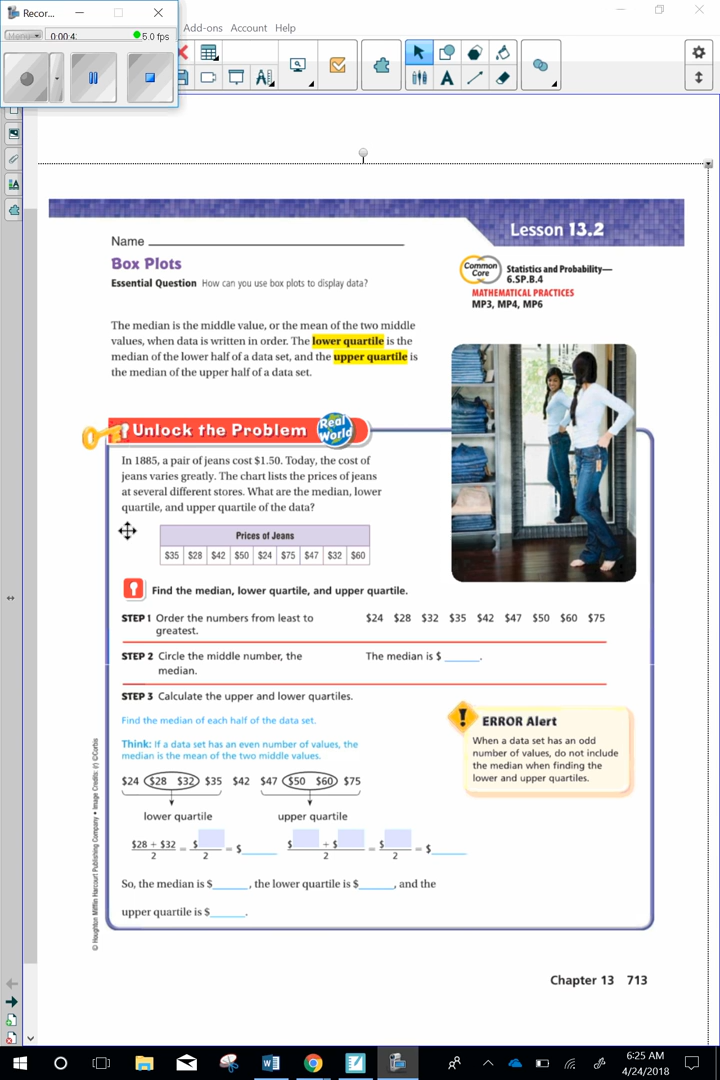 Recor...
Menu
0:00:4:
5.0 fps
Add-ons Account Help
Lesson 13.2
Name
Box Plots
Essential Question How can you use box plots to display data?
Common Core
Statistics and Probability—
6.SP.B.4
MATHEMATICAL PRACTICES
MP3, MP4, MP6
The median is the middle value, or the mean of the two middle
values, when data is written in order. The lower quartile is the
median of the lower half of a data set, and the upper quartile is
the median of the upper half of a data set.
Unlock the Problem
Real World
In 1885, a pair of jeans cost $1.50. Today, the cost of
jeans varies greatly. The chart lists the prices of jeans
at several different stores. What are the median, lower
quartile, and upper quartile of the data?
Prices of Jeans
$35 $28 $42 $50 $24 $75 $47 $32 $60
Find the median, lower quartile, and upper quartile.
STEP 1 Order the numbers from least to
greatest.
$24 $28 $32 $35 $42 $47 $50 $60 $75
STEP 2 Circle the middle number, the
median.
The median is $ ______.
STEP 3 Calculate the upper and lower quartiles.
Find the median of each half of the data set.
Think: If a data set has an even number of values, the
median is the mean of the two middle values.
ERROR Alert
When a data set has an odd
number of values, do not include
the median when finding the
lower and upper quartiles.
$24 $28 $32 $35 $42 $47 $50 $60 $75
lower quartile upper quartile
$28 + $32 / 2 = $ / 2 = $ ______ $ + $ / 2 = $ / 2 = $ ______
So, the median is $ ______, the lower quartile is $ ______, and the
upper quartile is $ ______.
© Houghton Mifflin Harcourt Publishing Company • Image Credits: (r) ©Corbis
Chapter 13 713
6:25 AM
4/24/2018